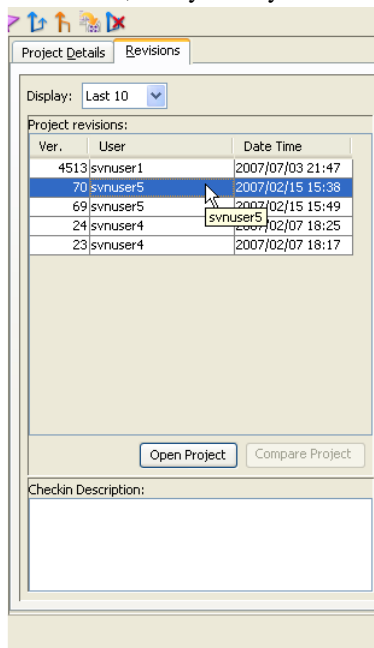 Project Details Revisions
Display: Last 10
Project revisions:
Ver. User Date Time
4513 svnuser1 2007/07/03 21:47
70 svnuser5 2007/02/15 15:38
69 svnuser5 2007/02/15 15:49
svnuser5
24 svnuser4 2007/02/07 18:25
23 svnuser4 2007/02/07 18:17
Open Project Compare Project
Checkin Description: